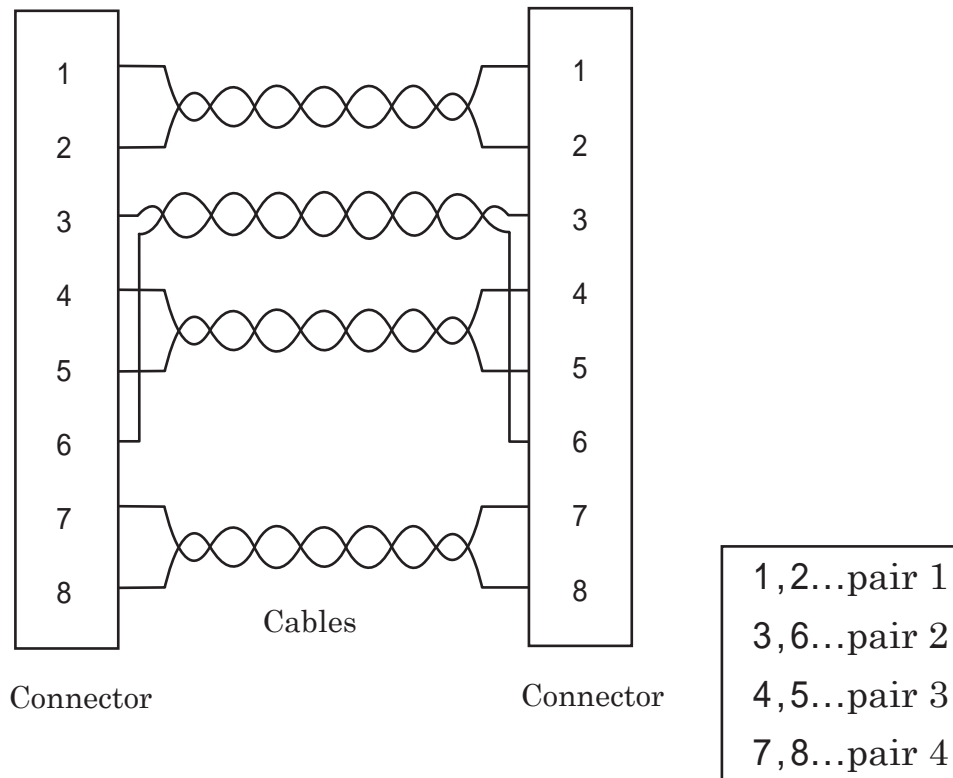 1 1
2 2
3 3
4 4
5 5
6 6
7 7
8 8
Cables
Connector Connector
1,2...pair 1
3,6...pair 2
4,5...pair 3
7,8...pair 4